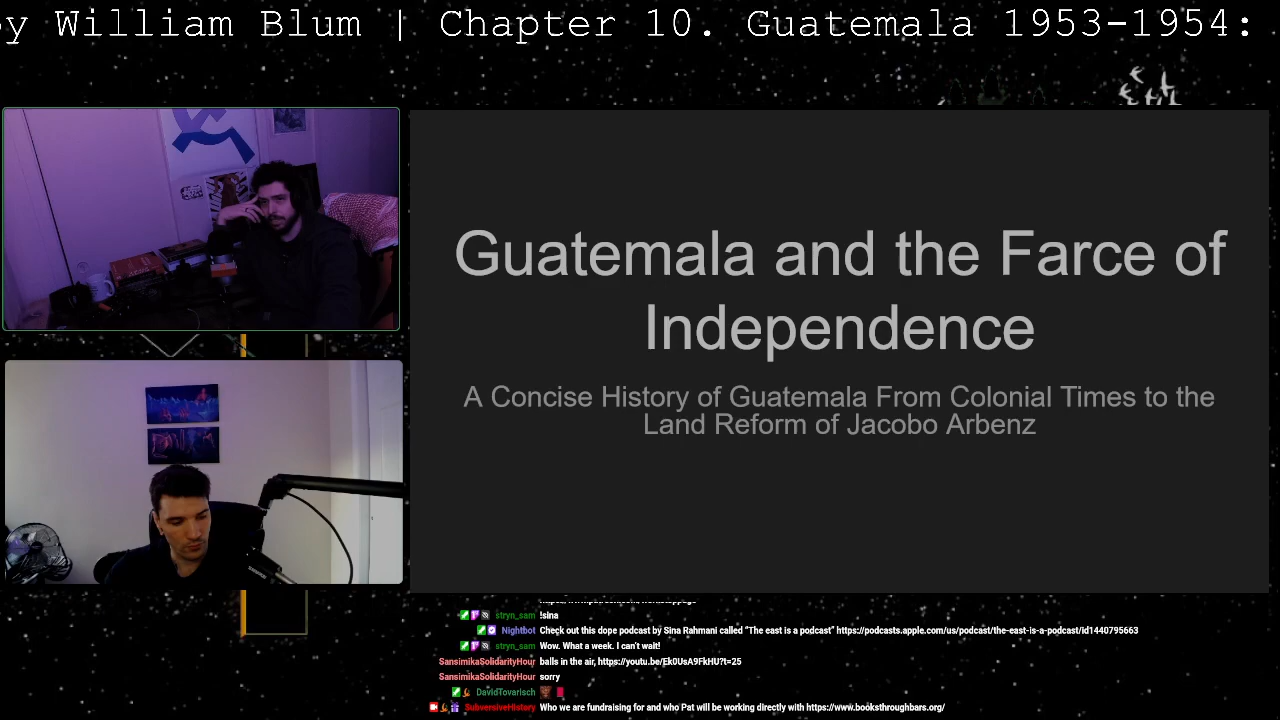 by William Blum | Chapter 10. Guatemala 1953-1954:
Guatemala and the Farce of
Independence
A Concise History of Guatemala From Colonial Times to the
Land Reform of Jacobo Arbenz
stryn_sam !sina
Nightbot Check out this dope podcast by Sina Rahmani called “The east is a podcast” https://podcasts.apple.com/us/podcast/the-east-is-a-podcast/id1440795663
stryn_sam Wow. What a week. I can't wait!
SansimikaSolidarityHour balls in the air, https://youtu.be/Ek0UsA9FkHU?t=25
SansimikaSolidarityHour sorry
DavidTovarisch
SubversiveHistory Who we are fundraising for and who Pat will be working directly with https://www.booksthroughbars.org/